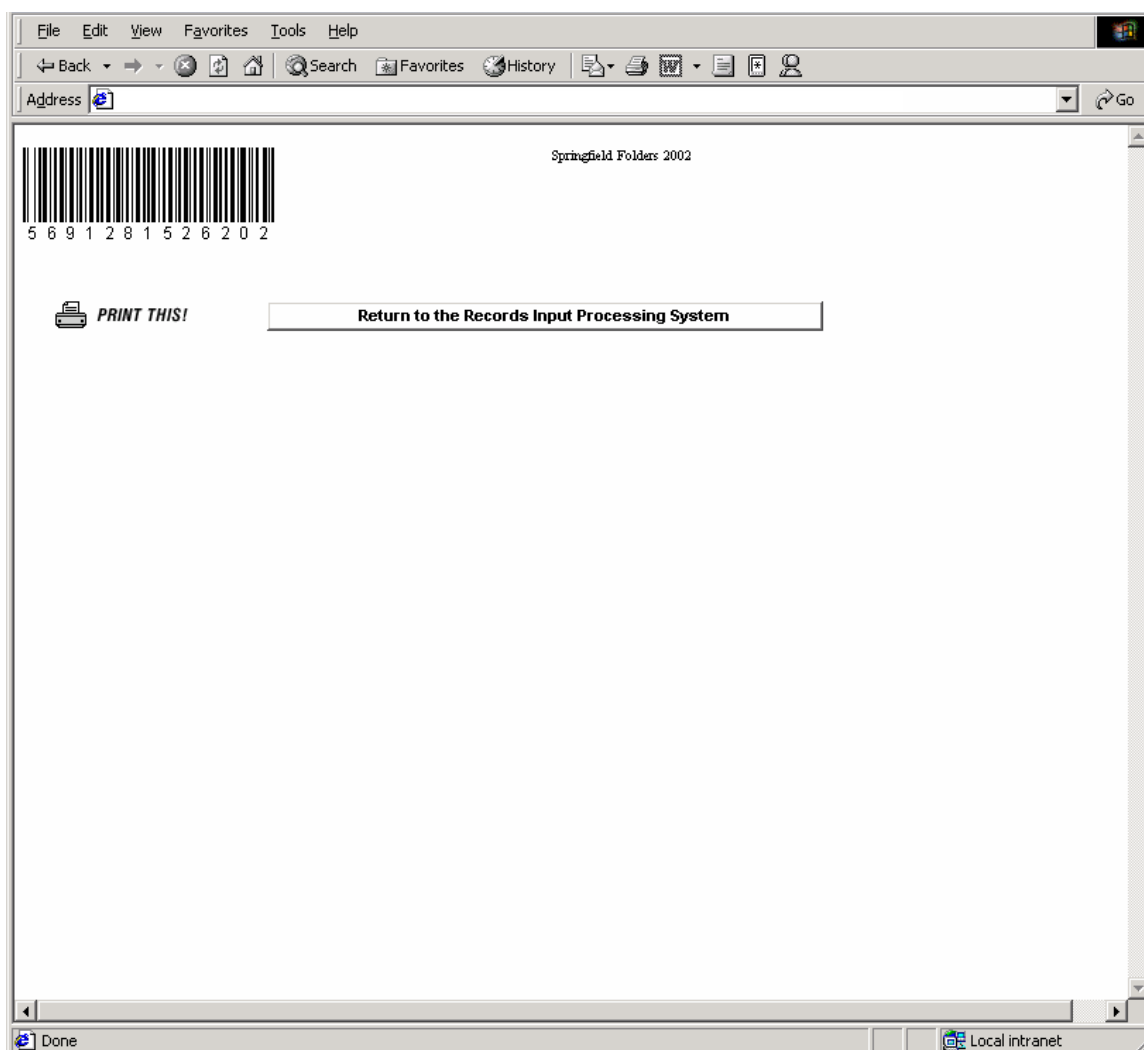 File Edit View Favorites Tools Help
Back Search Favorites History
Address Go
Springfield Folders 2002
5 6 9 1 2 8 1 5 2 6 2 0 2
PRINT THIS! Return to the Records Input Processing System
Done Local intranet